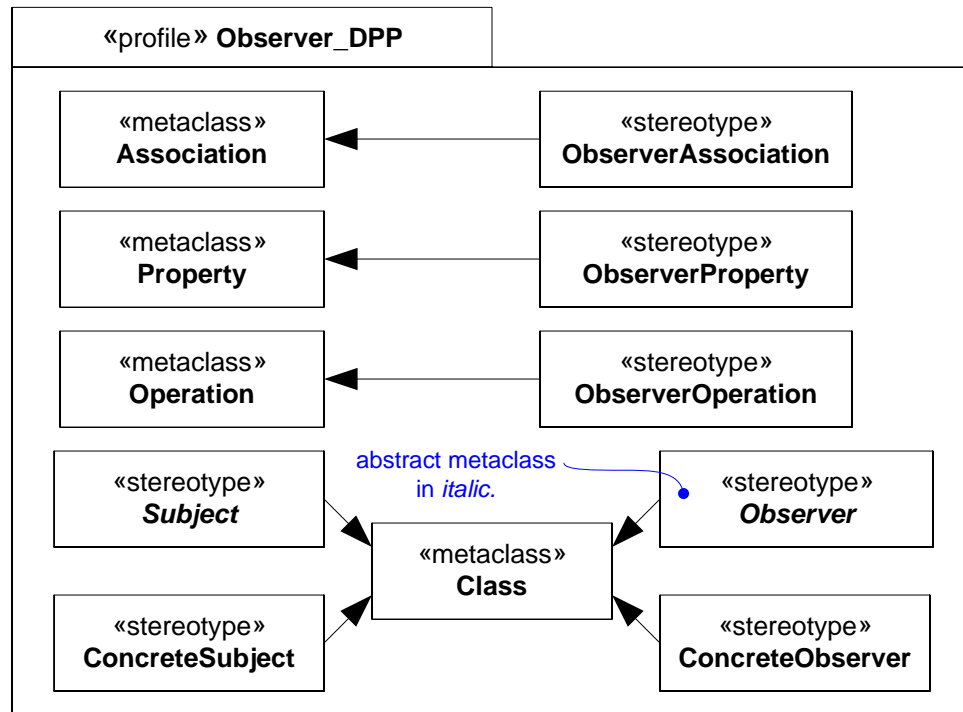 «profile» Observer_DPP
«metaclass»
Association
«stereotype»
ObserverAssociation
«metaclass»
Property
«stereotype»
ObserverProperty
«metaclass»
Operation
«stereotype»
ObserverOperation
«stereotype»
Subject
abstract metaclass
in italic.
«stereotype»
Observer
«metaclass»
Class
«stereotype»
ConcreteSubject
«stereotype»
ConcreteObserver